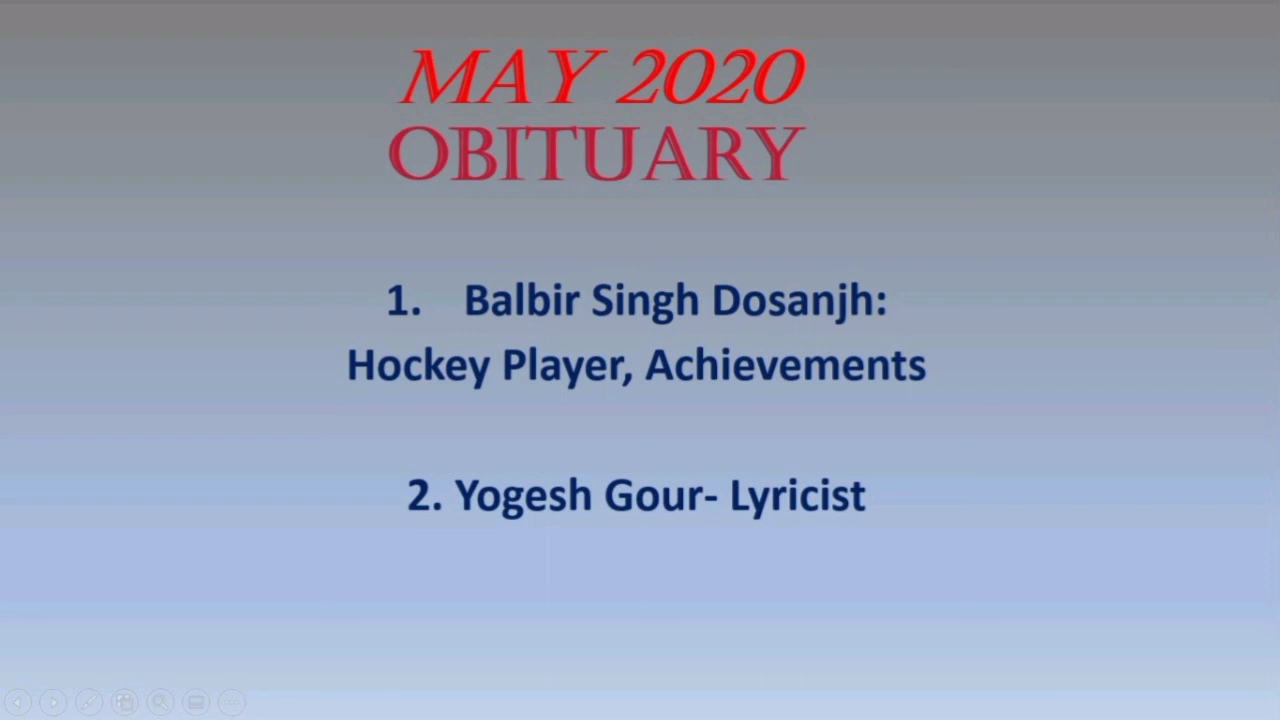 MAY 2020
OBITUARY
1. Balbir Singh Dosanjh:
Hockey Player, Achievements
2. Yogesh Gour- Lyricist